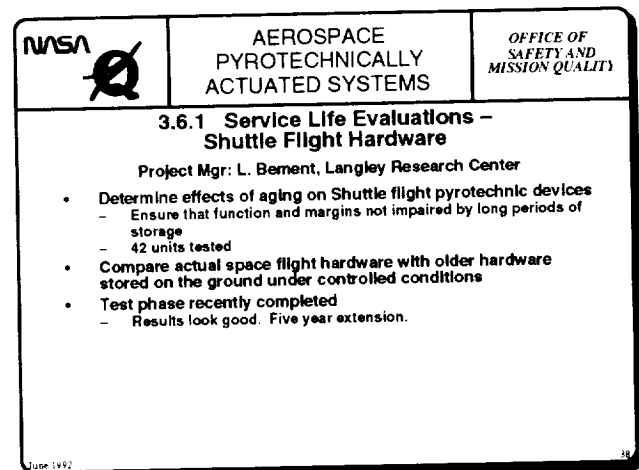 NASA
Q
AEROSPACE
PYROTECHNICALLY
ACTUATED SYSTEMS
OFFICE OF
SAFETY AND
MISSION QUALITY
3.6.1 Service Life Evaluations –
Shuttle Flight Hardware
Project Mgr: L. Bement, Langley Research Center
• Determine effects of aging on Shuttle flight pyrotechnic devices
– Ensure that function and margins not impaired by long periods of
storage
– 42 units tested
• Compare actual space flight hardware with older hardware
stored on the ground under controlled conditions
• Test phase recently completed
– Results look good. Five year extension.
June 1992
38